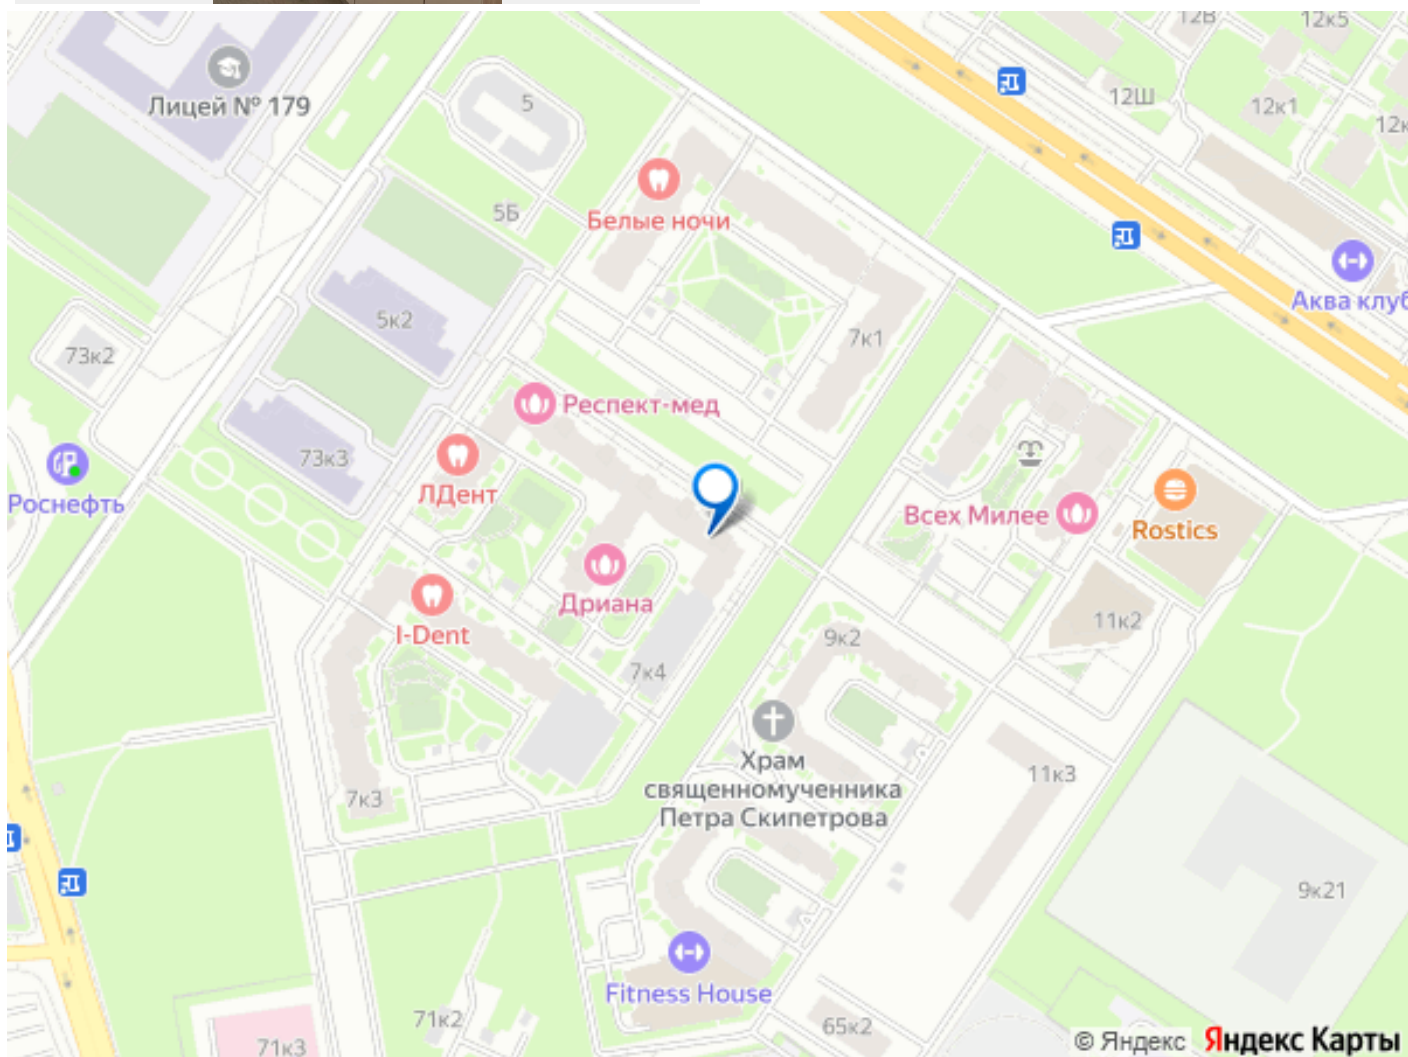 12В
12к5
Лицей № 179
5
12Ш
12к1
5Б
Белые ночи
Аква клуб
5к2
7к1
73к2
Респект-мед
73к3
ЛДент
Роснефть
Всех Милее
Rostics
Дриана
I-Dent
11к2
9к2
7к4
Храм
священномученника
Петра Скипетрова
11к3
7к3
9к21
Fitness House
71к2
65к2
71к3
© Яндекс Яндекс Карты